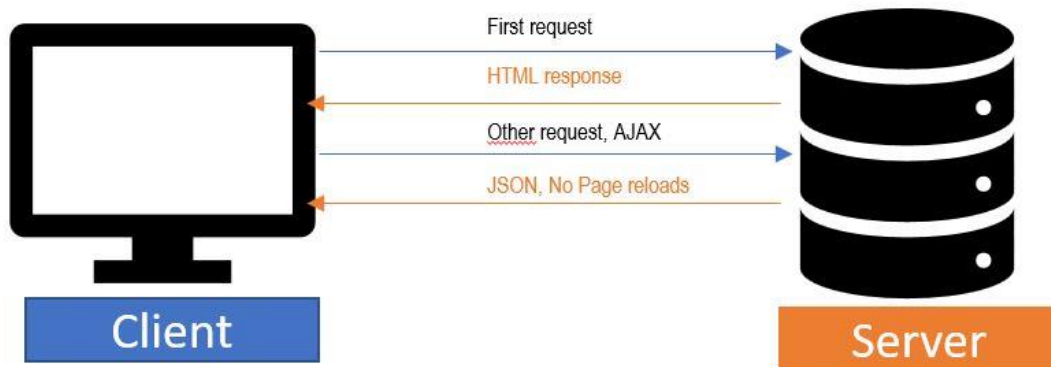 First request
HTML response
Other request, AJAX
JSON, No Page reloads
Client
Server